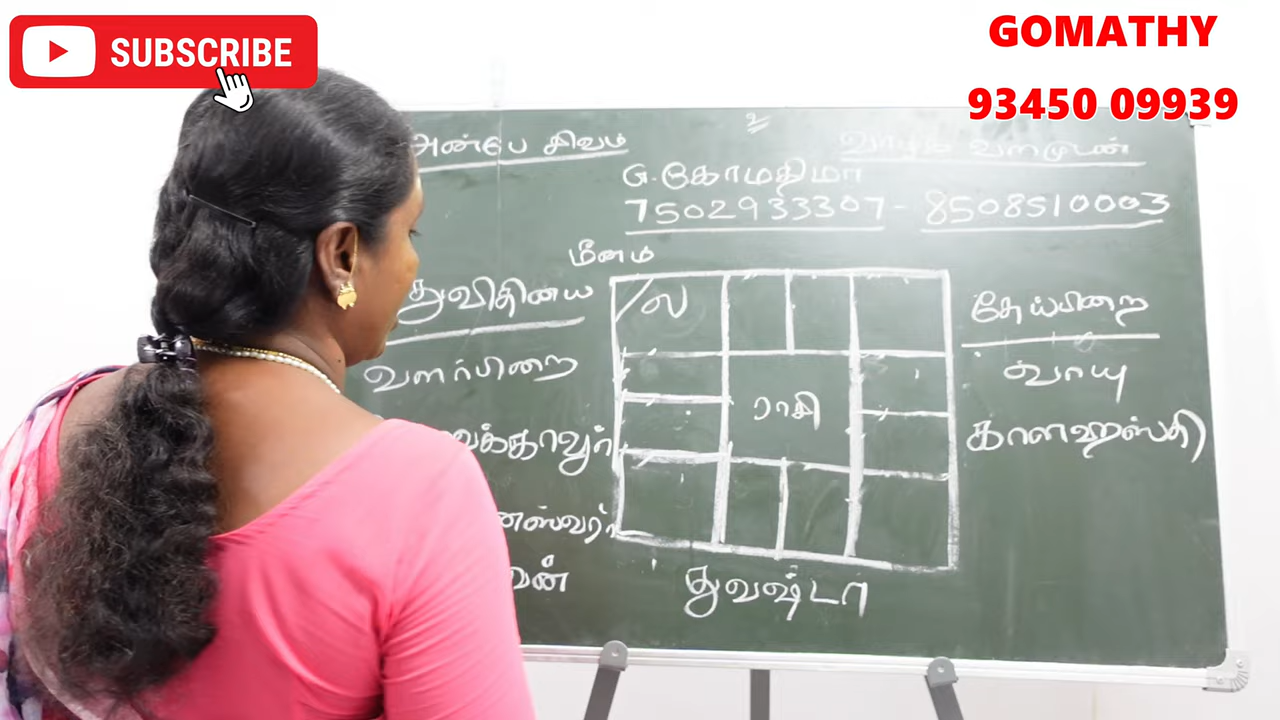 SUBSCRIBE
GOMATHY
93450 09939
உ
அன்பே சிவம்
வாழ்க வளமுடன்
G. கோமதிமா
7502933307 - 8508510003
மீனம்
துவிதியை
தேய்பிறை
ல
வளர்பிறை
வாயு
ராசி
காளஹஸ்தி
துவஷ்டா